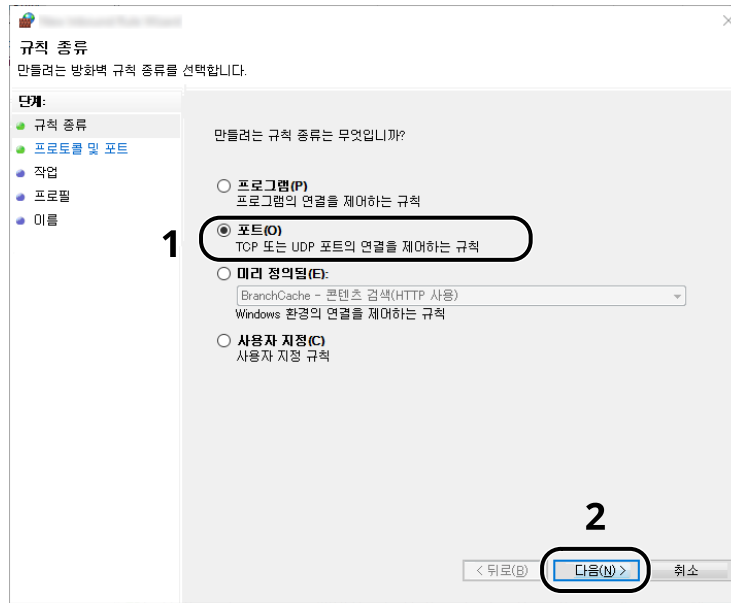 규칙 종류
만들려는 방화벽 규칙 종류를 선택합니다.
단계:
규칙 종류
프로토콜 및 포트
작업
프로필
이름
만들려는 규칙 종류는 무엇입니까?
프로그램(P)
프로그램의 연결을 제어하는 규칙
1
포트(O)
TCP 또는 UDP 포트의 연결을 제어하는 규칙
미리 정의됨(E):
BranchCache - 콘텐츠 검색(HTTP 사용)
Windows 환경의 연결을 제어하는 규칙
사용자 지정(C)
사용자 지정 규칙
2
< 뒤로(B) 다음(N) > 취소